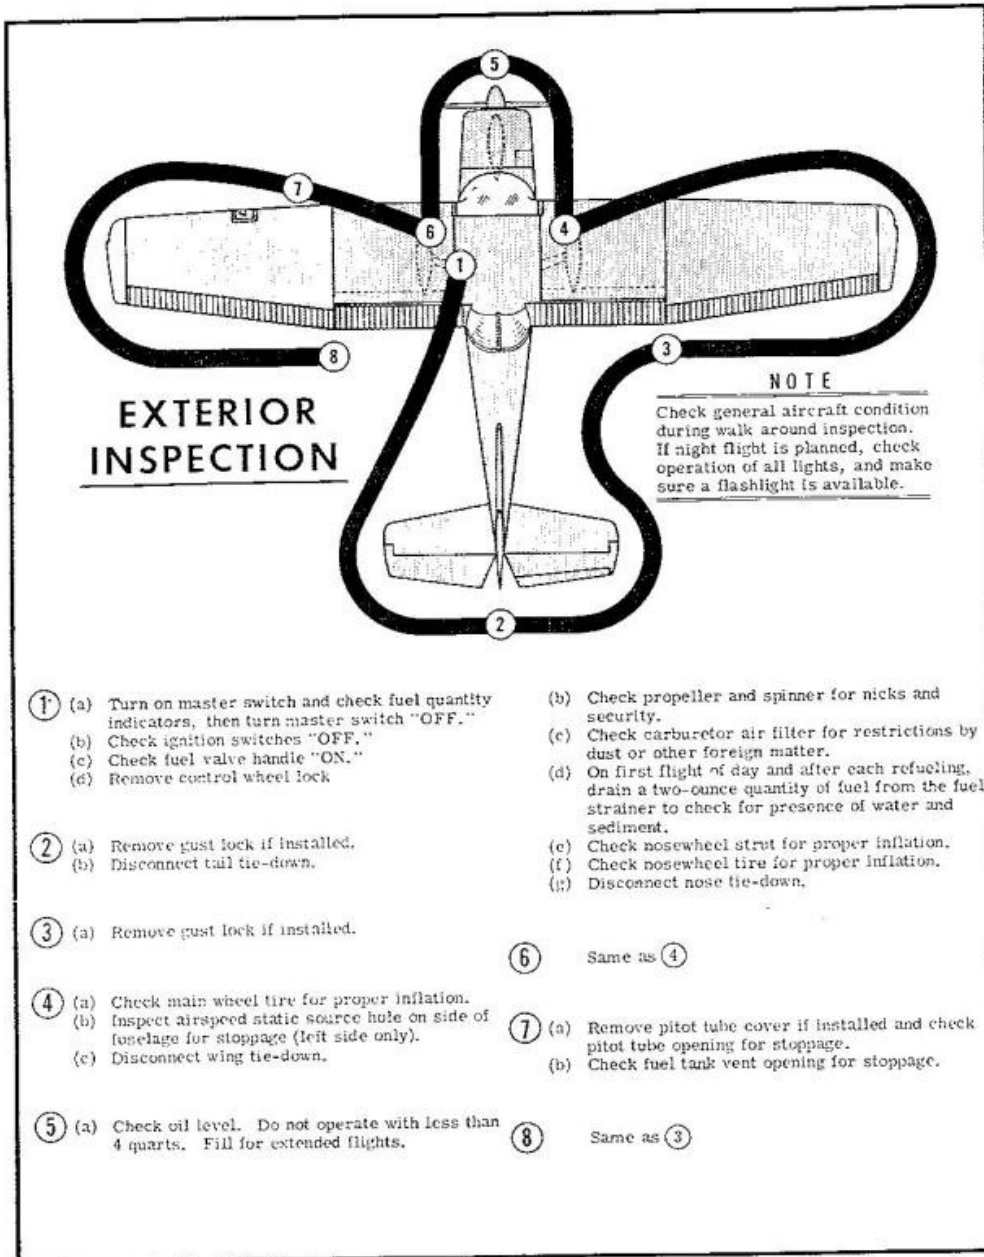 5
7
6
4
1
8
3
2
EXTERIOR
INSPECTION
NOTE
Check general aircraft condition
during walk around inspection.
If night flight is planned, check
operation of all lights, and make
sure a flashlight is available.
1 (a) Turn on master switch and check fuel quantity
indicators, then turn master switch "OFF."
(b) Check ignition switches "OFF."
(c) Check fuel valve handle "ON."
(d) Remove control wheel lock
2 (a) Remove gust lock if installed.
(b) Disconnect tail tie-down.
3 (a) Remove gust lock if installed.
4 (a) Check main wheel tire for proper inflation.
(b) Inspect airspeed static source hole on side of
fuselage for stoppage (left side only).
(c) Disconnect wing tie-down.
5 (a) Check oil level. Do not operate with less than
4 quarts. Fill for extended flights.
(b) Check propeller and spinner for nicks and
security.
(c) Check carburetor air filter for restrictions by
dust or other foreign matter.
(d) On first flight of day and after each refueling,
drain a two-ounce quantity of fuel from the fuel
strainer to check for presence of water and
sediment.
(e) Check nosewheel strut for proper inflation.
(f) Check nosewheel tire for proper inflation.
(g) Disconnect nose tie-down.
6 Same as 4
7 (a) Remove pitot tube cover if installed and check
pitot tube opening for stoppage.
(b) Check fuel tank vent opening for stoppage.
8 Same as 3